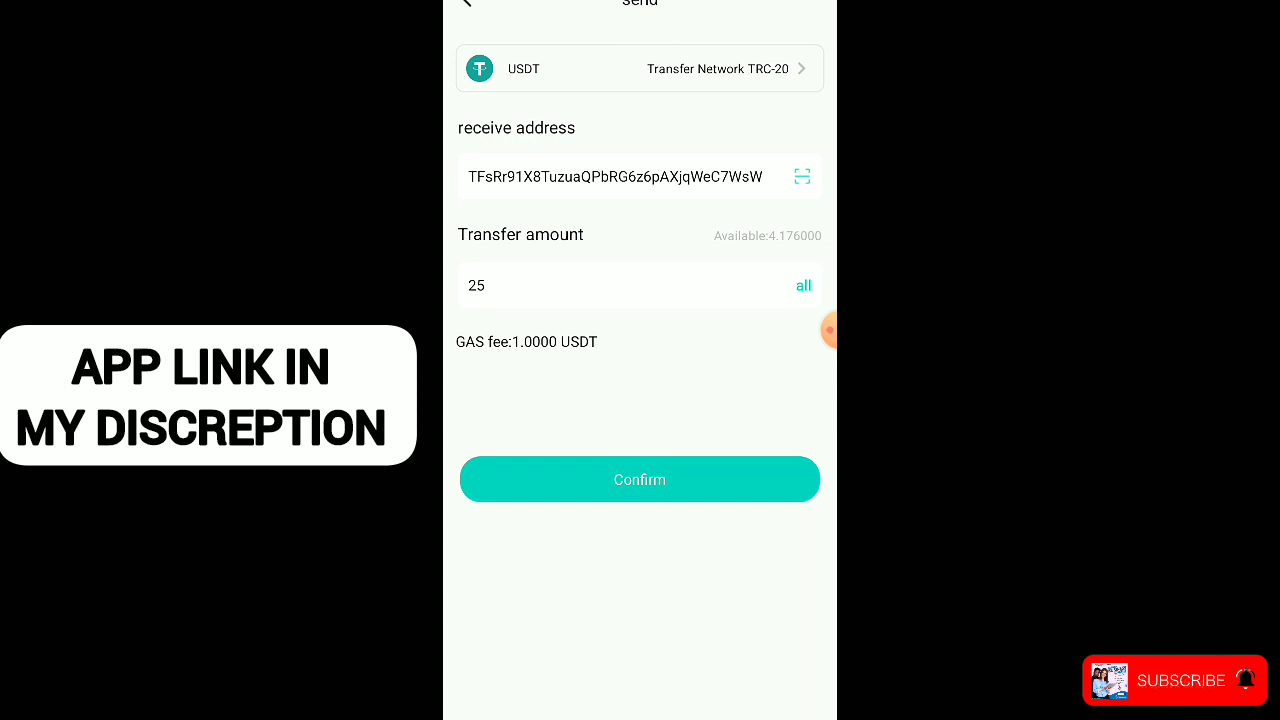 send
USDT
Transfer Network TRC-20
receive address
TFsRr91X8TuzuaQPbRG6z6pAXjqWeC7WsW
Transfer amount
Available:4.176000
25
all
GAS fee:1.0000 USDT
Confirm
APP LINK IN
MY DISCREPTION
SUBSCRIBE